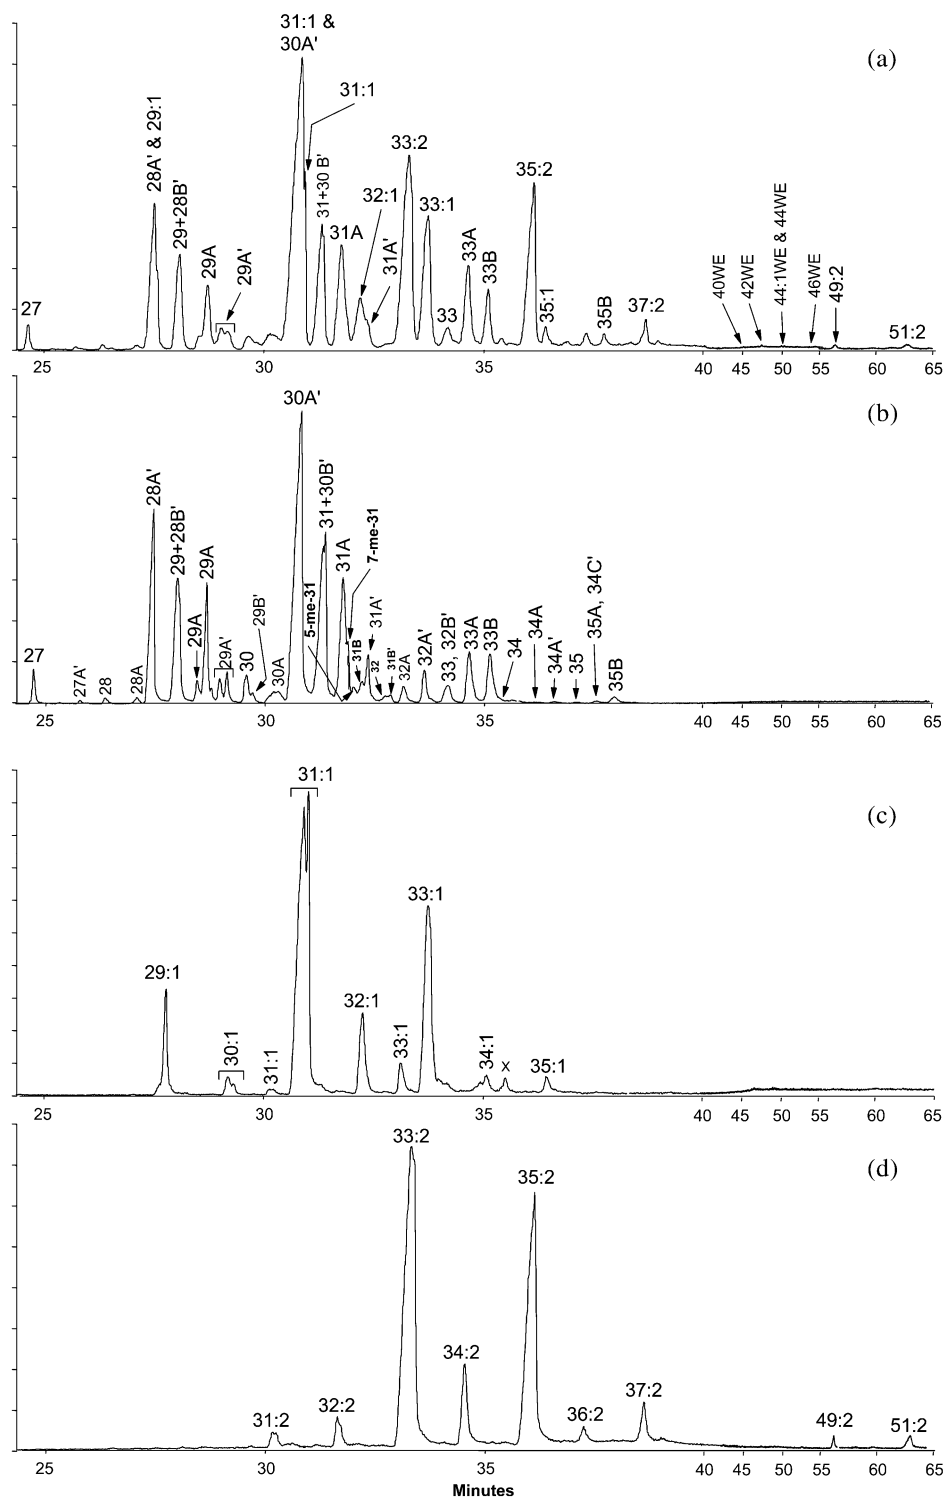 31:1 &
30A'
(a)
31:1
28A' & 29:1
33:2
35:2
31+30 B'
32:1
29+28B'
33:1
31A
31A'
29A
29A'
33A
33B
40WE
42WE
44:1WE & 44WE
46WE
49:2
27
35:1
35B
37:2
33
51:2
25
30
35
40
45
50
55
60
65
30A'
(b)
28A'
31+30B'
29+28B'
31A
7-me-31
29A
5-me-31
29A
29B'
31A'
35A, 34C'
27
27A'
28
28A
29A'
30
30A
31B
32
31B'
32A
32A'
33, 32B'
33A
33B
34
34A
34A'
35
35B
25
30
35
40
45
50
55
60
65
31:1
(c)
33:1
29:1
32:1
30:1
31:1
33:1
34:1
x
35:1
25
30
35
40
45
50
55
60
65
33:2
35:2
(d)
34:2
31:2
32:2
36:2
37:2
49:2
51:2
25
30
35
40
45
50
55
60
65
Minutes